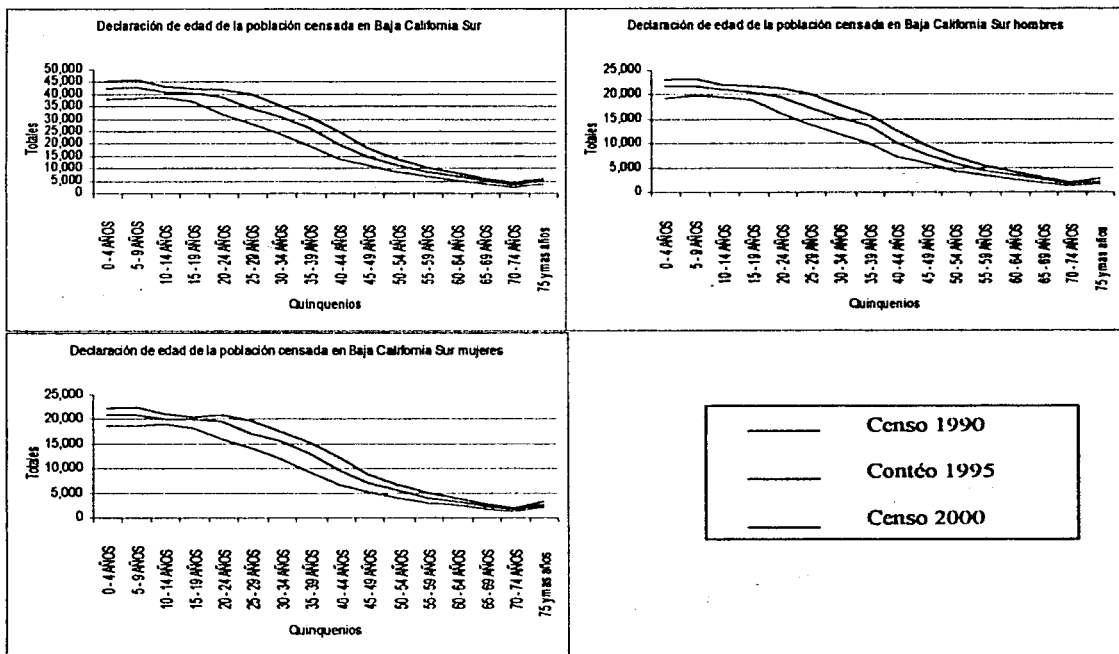 Declaración de edad de la población censada en Baja California Sur
50,000
45,000
40,000
35,000
30,000
25,000
20,000
15,000
10,000
5,000
0
Totales
0 - 4 AÑOS
5 - 9 AÑOS
10 - 14 AÑOS
15 - 19 AÑOS
20 - 24 AÑOS
25 - 29 AÑOS
30 - 34 AÑOS
35 - 39 AÑOS
40 - 44 AÑOS
45 - 49 AÑOS
50 - 54 AÑOS
55 - 59 AÑOS
60 - 64 AÑOS
65 - 69 AÑOS
70 - 74 AÑOS
75 y mas años
Quinquenios
Declaración de edad de la población censada en Baja California Sur hombres
25,000
20,000
15,000
10,000
5,000
0
Totales
0 - 4 AÑOS
5 - 9 AÑOS
10 - 14 AÑOS
15 - 19 AÑOS
20 - 24 AÑOS
25 - 29 AÑOS
30 - 34 AÑOS
35 - 39 AÑOS
40 - 44 AÑOS
45 - 49 AÑOS
50 - 54 AÑOS
55 - 59 AÑOS
60 - 64 AÑOS
65 - 69 AÑOS
70 - 74 AÑOS
75 y mas años
Quinquenios
Declaración de edad de la población censada en Baja California Sur mujeres
25,000
20,000
15,000
10,000
5,000
0
Totales
0 - 4 AÑOS
5 - 9 AÑOS
10 - 14 AÑOS
15 - 19 AÑOS
20 - 24 AÑOS
25 - 29 AÑOS
30 - 34 AÑOS
35 - 39 AÑOS
40 - 44 AÑOS
45 - 49 AÑOS
50 - 54 AÑOS
55 - 59 AÑOS
60 - 64 AÑOS
65 - 69 AÑOS
70 - 74 AÑOS
75 y mas años
Quinquenios
Censo 1990
Contéo 1995
Censo 2000